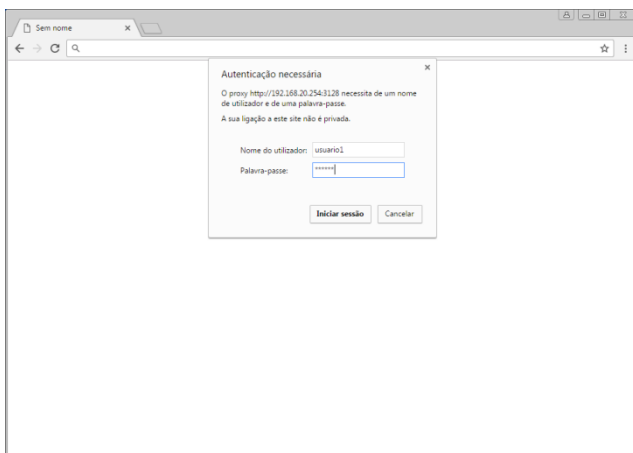 Sem nome
Autenticação necessária
O proxy http://192.168.20.254:3128 necessita de um nome
de utilizador e de uma palavra-passe.
A sua ligação a este site não é privada.
Nome do utilizador: usuario1
Palavra-passe: ******
Iniciar sessão Cancelar